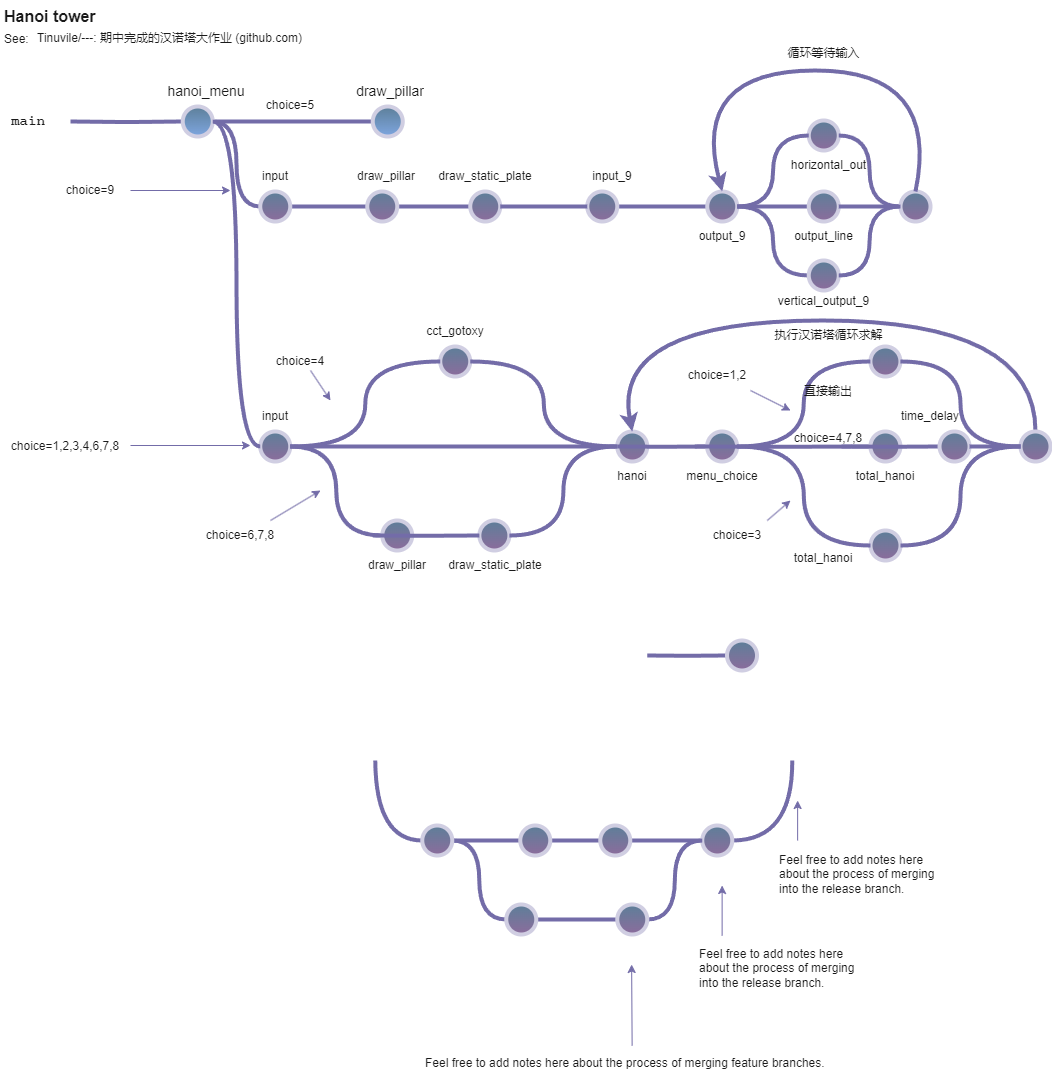 Hanoi tower
See: Tinuvile/---: 期中完成的汉诺塔大作业 (github.com)
循环等待输入
hanoi_menu
draw_pillar
choice=5
main
horizontal_out
choice=9
input
draw_pillar
draw_static_plate
input_9
output_9
output_line
vertical_output_9
cct_gotoxy
执行汉诺塔循环求解
choice=4
choice=1,2
直接输出
input
time_delay
choice=1,2,3,4,6,7,8
choice=4,7,8
hanoi
menu_choice
total_hanoi
choice=6,7,8
choice=3
draw_pillar
draw_static_plate
total_hanoi
Feel free to add notes here
about the process of merging
into the release branch.
Feel free to add notes here
about the process of merging
into the release branch.
Feel free to add notes here about the process of merging feature branches.